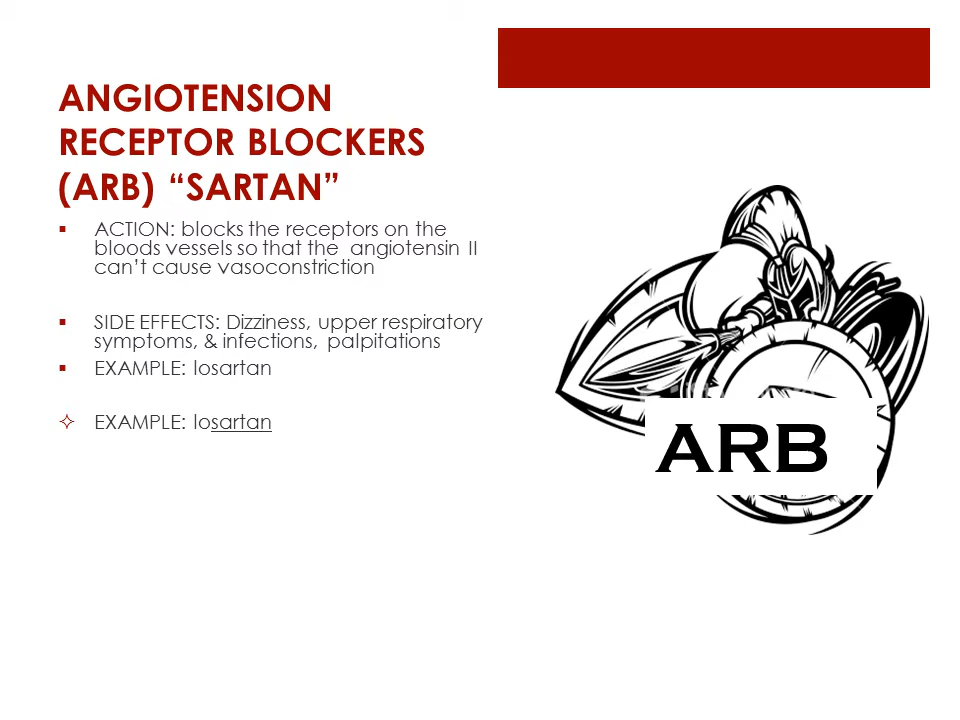 ANGIOTENSION
RECEPTOR BLOCKERS
(ARB) “SARTAN”
▪ ACTION: blocks the receptors on the
bloods vessels so that the angiotensin II
can’t cause vasoconstriction
▪ SIDE EFFECTS: Dizziness, upper respiratory
symptoms, & infections, palpitations
▪ EXAMPLE: losartan
✧ EXAMPLE: losartan
ARB